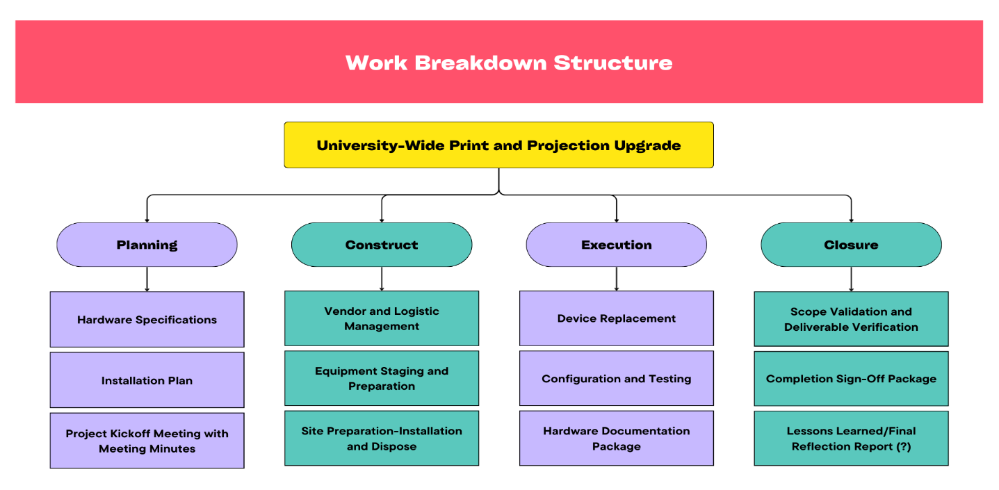 Work Breakdown Structure
University-Wide Print and Projection Upgrade
Planning
Hardware Specifications
Installation Plan
Project Kickoff Meeting with
Meeting Minutes
Construct
Vendor and Logistic
Management
Equipment Staging and
Preparation
Site Preparation-Installation
and Dispose
Execution
Device Replacement
Configuration and Testing
Hardware Documentation
Package
Closure
Scope Validation and
Deliverable Verification
Completion Sign-Off Package
Lessons Learned/Final
Reflection Report (?)